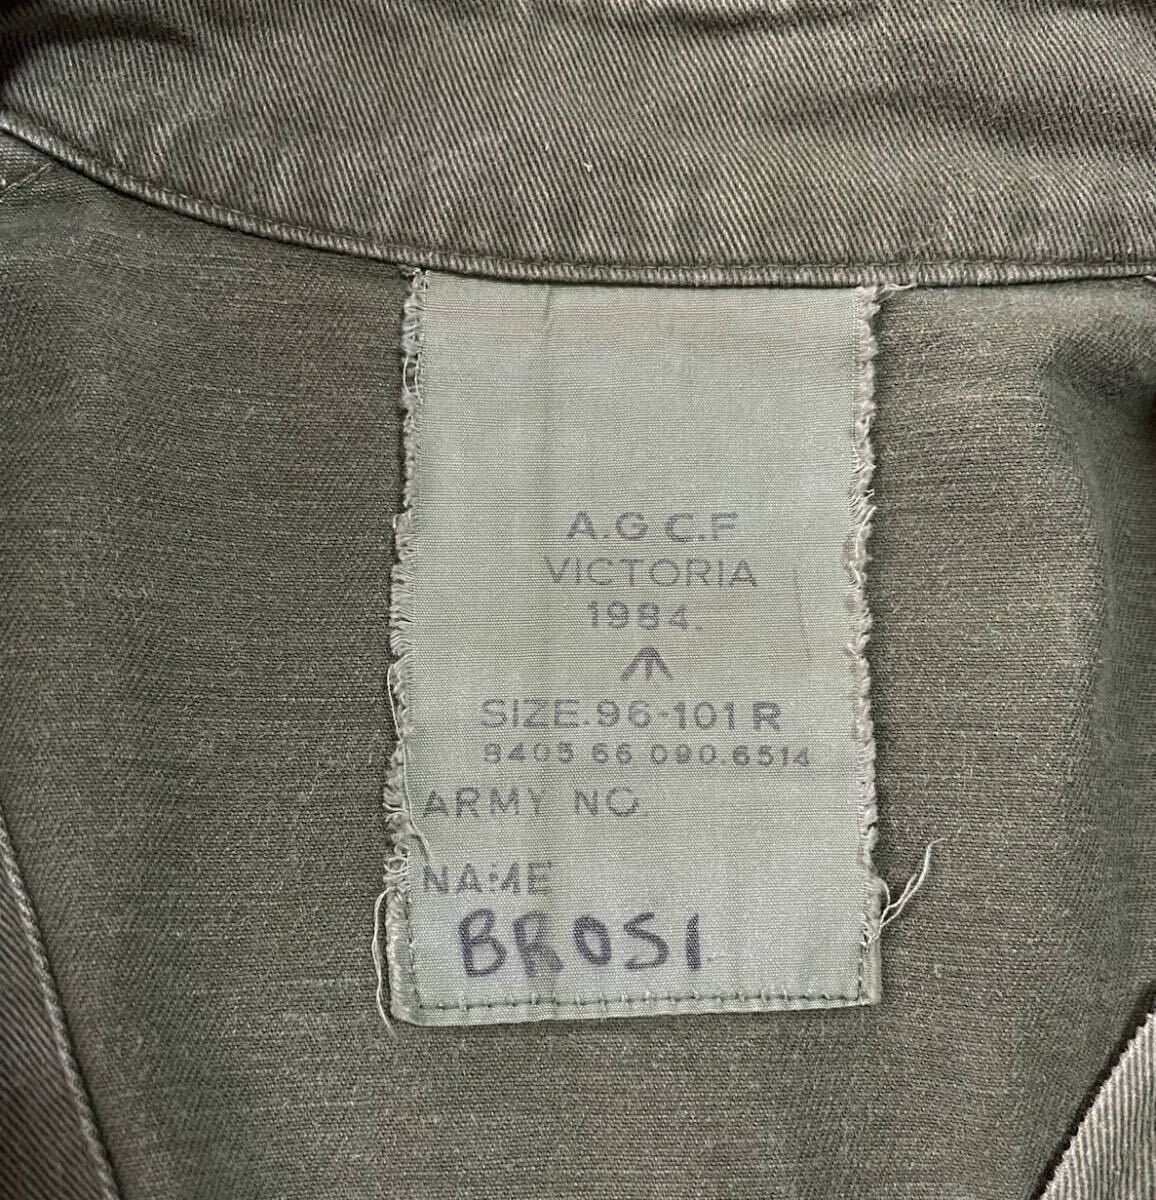 A.G C.F
VICTORIA
1984.
SIZE.96-101 R
8405 66 090.6514
ARMY NO.
NAME
BROSI